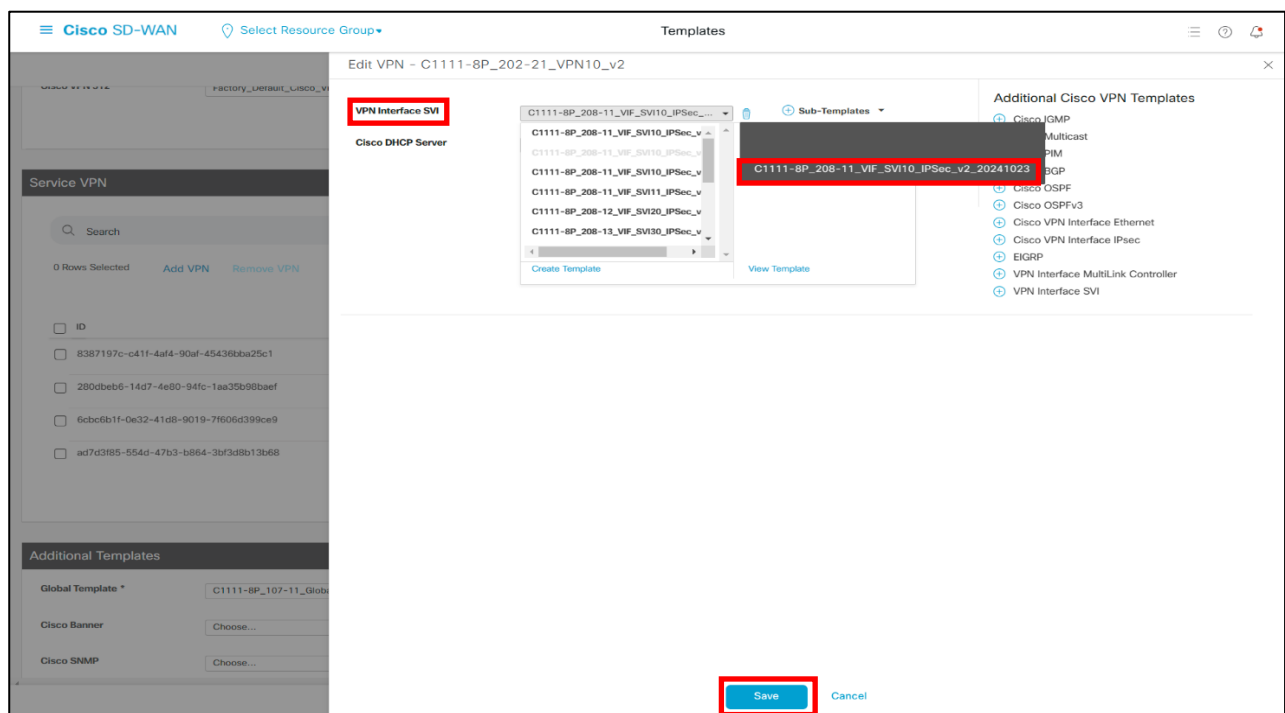 Cisco SD-WAN
Select Resource Group
Templates
Edit VPN - C1111-8P_202-21_VPN10_v2
Factory_Default_Cisco_
VPN Interface SVI
C1111-8P_208-11_VIF_SVI10_IPSec_...
Sub-Templates
Cisco DHCP Server
C1111-8P_208-11_VIF_SVI10_IPSec_v
C1111-8P_208-11_VIF_SVI10_IPSec_v
C1111-8P_208-11_VIF_SVI10_IPSec_v
C1111-8P_208-11_VIF_SVI11_IPSec_v
C1111-8P_208-12_VIF_SVI20_IPSec_v
C1111-8P_208-13_VIF_SVI30_IPSec_v
Create Template
C1111-8P_208-11_VIF_SVI10_IPSec_v2_20241023
View Template
Additional Cisco VPN Templates
Cisco IGMP
Multicast
PIM
BGP
Cisco OSPF
Cisco OSPFv3
Cisco VPN Interface Ethernet
Cisco VPN Interface IPsec
EIGRP
VPN Interface MultiLink Controller
VPN Interface SVI
Service VPN
Search
0 Rows Selected
Add VPN
Remove VPN
ID
8387197c-c41f-4af4-90af-45436bba25c1
280dbeb6-14d7-4e80-94fc-1aa35b98baef
6cbc6b1f-0e32-41d8-9019-7f606d399ce9
ad7d3f85-554d-47b3-b864-3bf3d8b13b68
Additional Templates
Global Template *
C1111-8P_107-11_Globa
Cisco Banner
Choose...
Cisco SNMP
Choose...
Save
Cancel